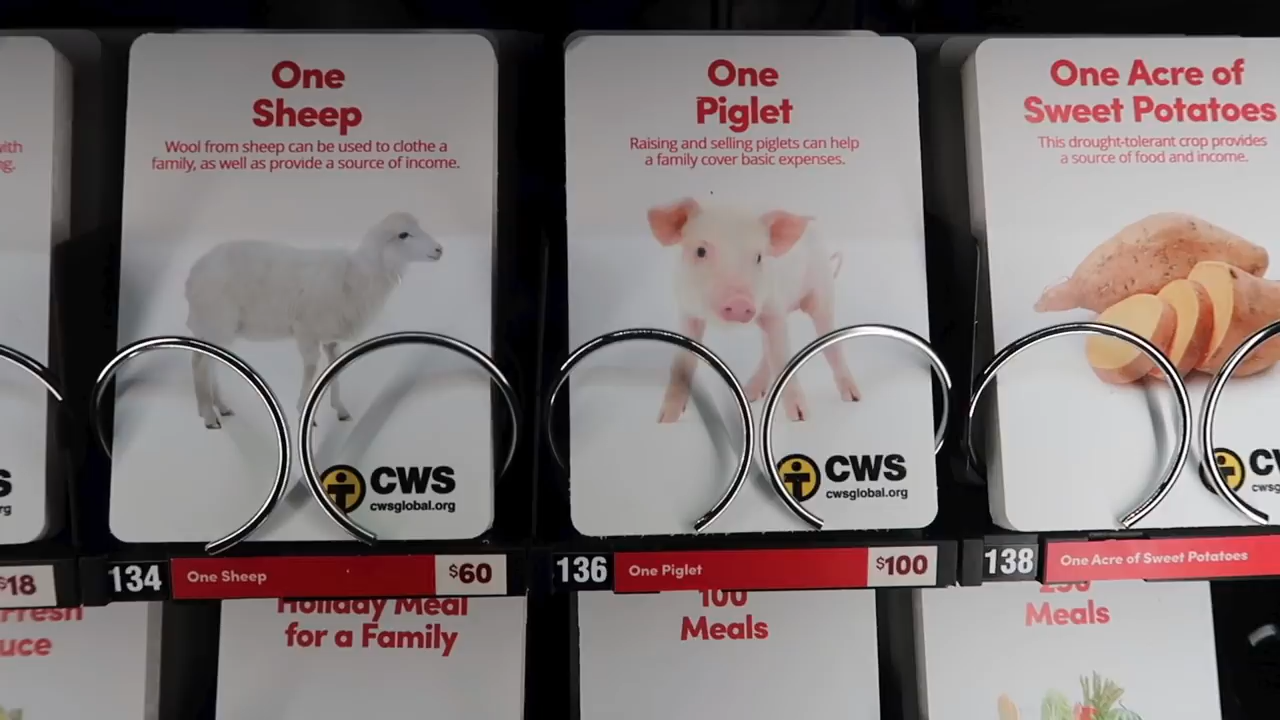 One
Sheep
Wool from sheep can be used to clothe a
family, as well as provide a source of income.
CWS
cwsglobal.org
One
Piglet
Raising and selling piglets can help
a family cover basic expenses.
CWS
cwsglobal.org
One Acre of
Sweet Potatoes
This drought-tolerant crop provides
a source of food and income.
$18
134 One Sheep $60
136 One Piglet $100
138 One Acre of Sweet Potatoes
Holiday Meal
for a Family
100
Meals
Meals